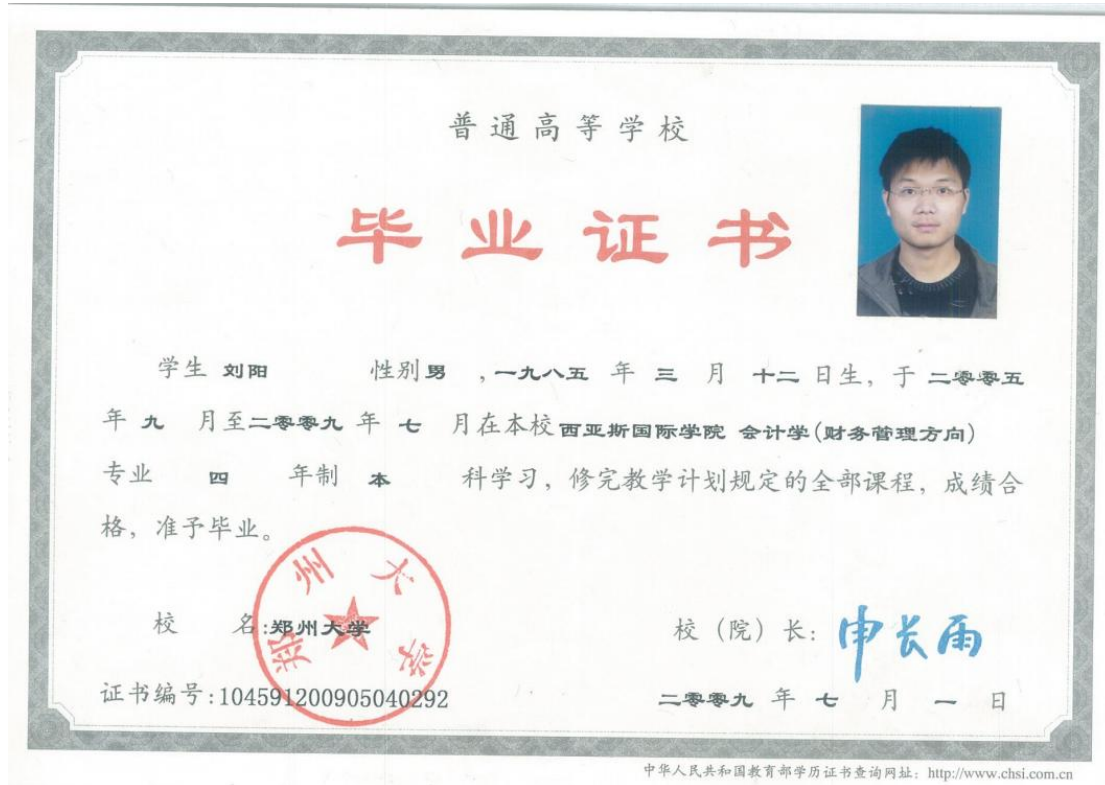 普通高等学校
毕业证书
学生 刘阳 性别男 ,一九八五 年 三 月 十二 日生，于 二零零五
年 九 月至二零零九 年 七 月在本校西亚斯国际学院 会计学(财务管理方向)
专业 四 年制 本 科学习，修完教学计划规定的全部课程，成绩合
格，准予毕业。
郑州大学
校 名:郑州大学
校（院）长：申长雨
证书编号:104591200905040292
二零零九 年 七 月 一 日
中华人民共和国教育部学历证书查询网址：http://www.chsi.com.cn